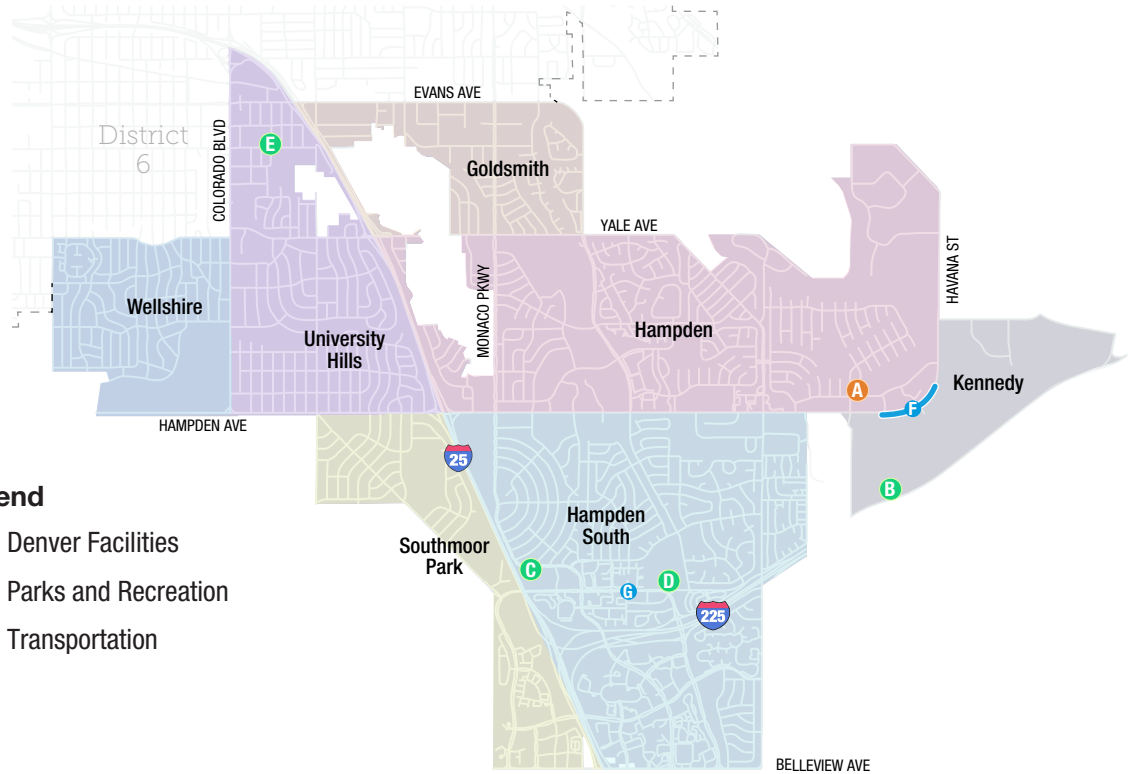 EVANS AVE
District
6
COLORADO BLVD
E
Goldsmith
YALE AVE
HAVANA ST
Wellshire
MONACO PKWY
University
Hills
Hampden
Kennedy
A
F
HAMPDEN AVE
25
B
end
Denver Facilities
Parks and Recreation
Transportation
Hampden
South
Southmoor
Park
C
D
G
225
BELLEVIEW AVE